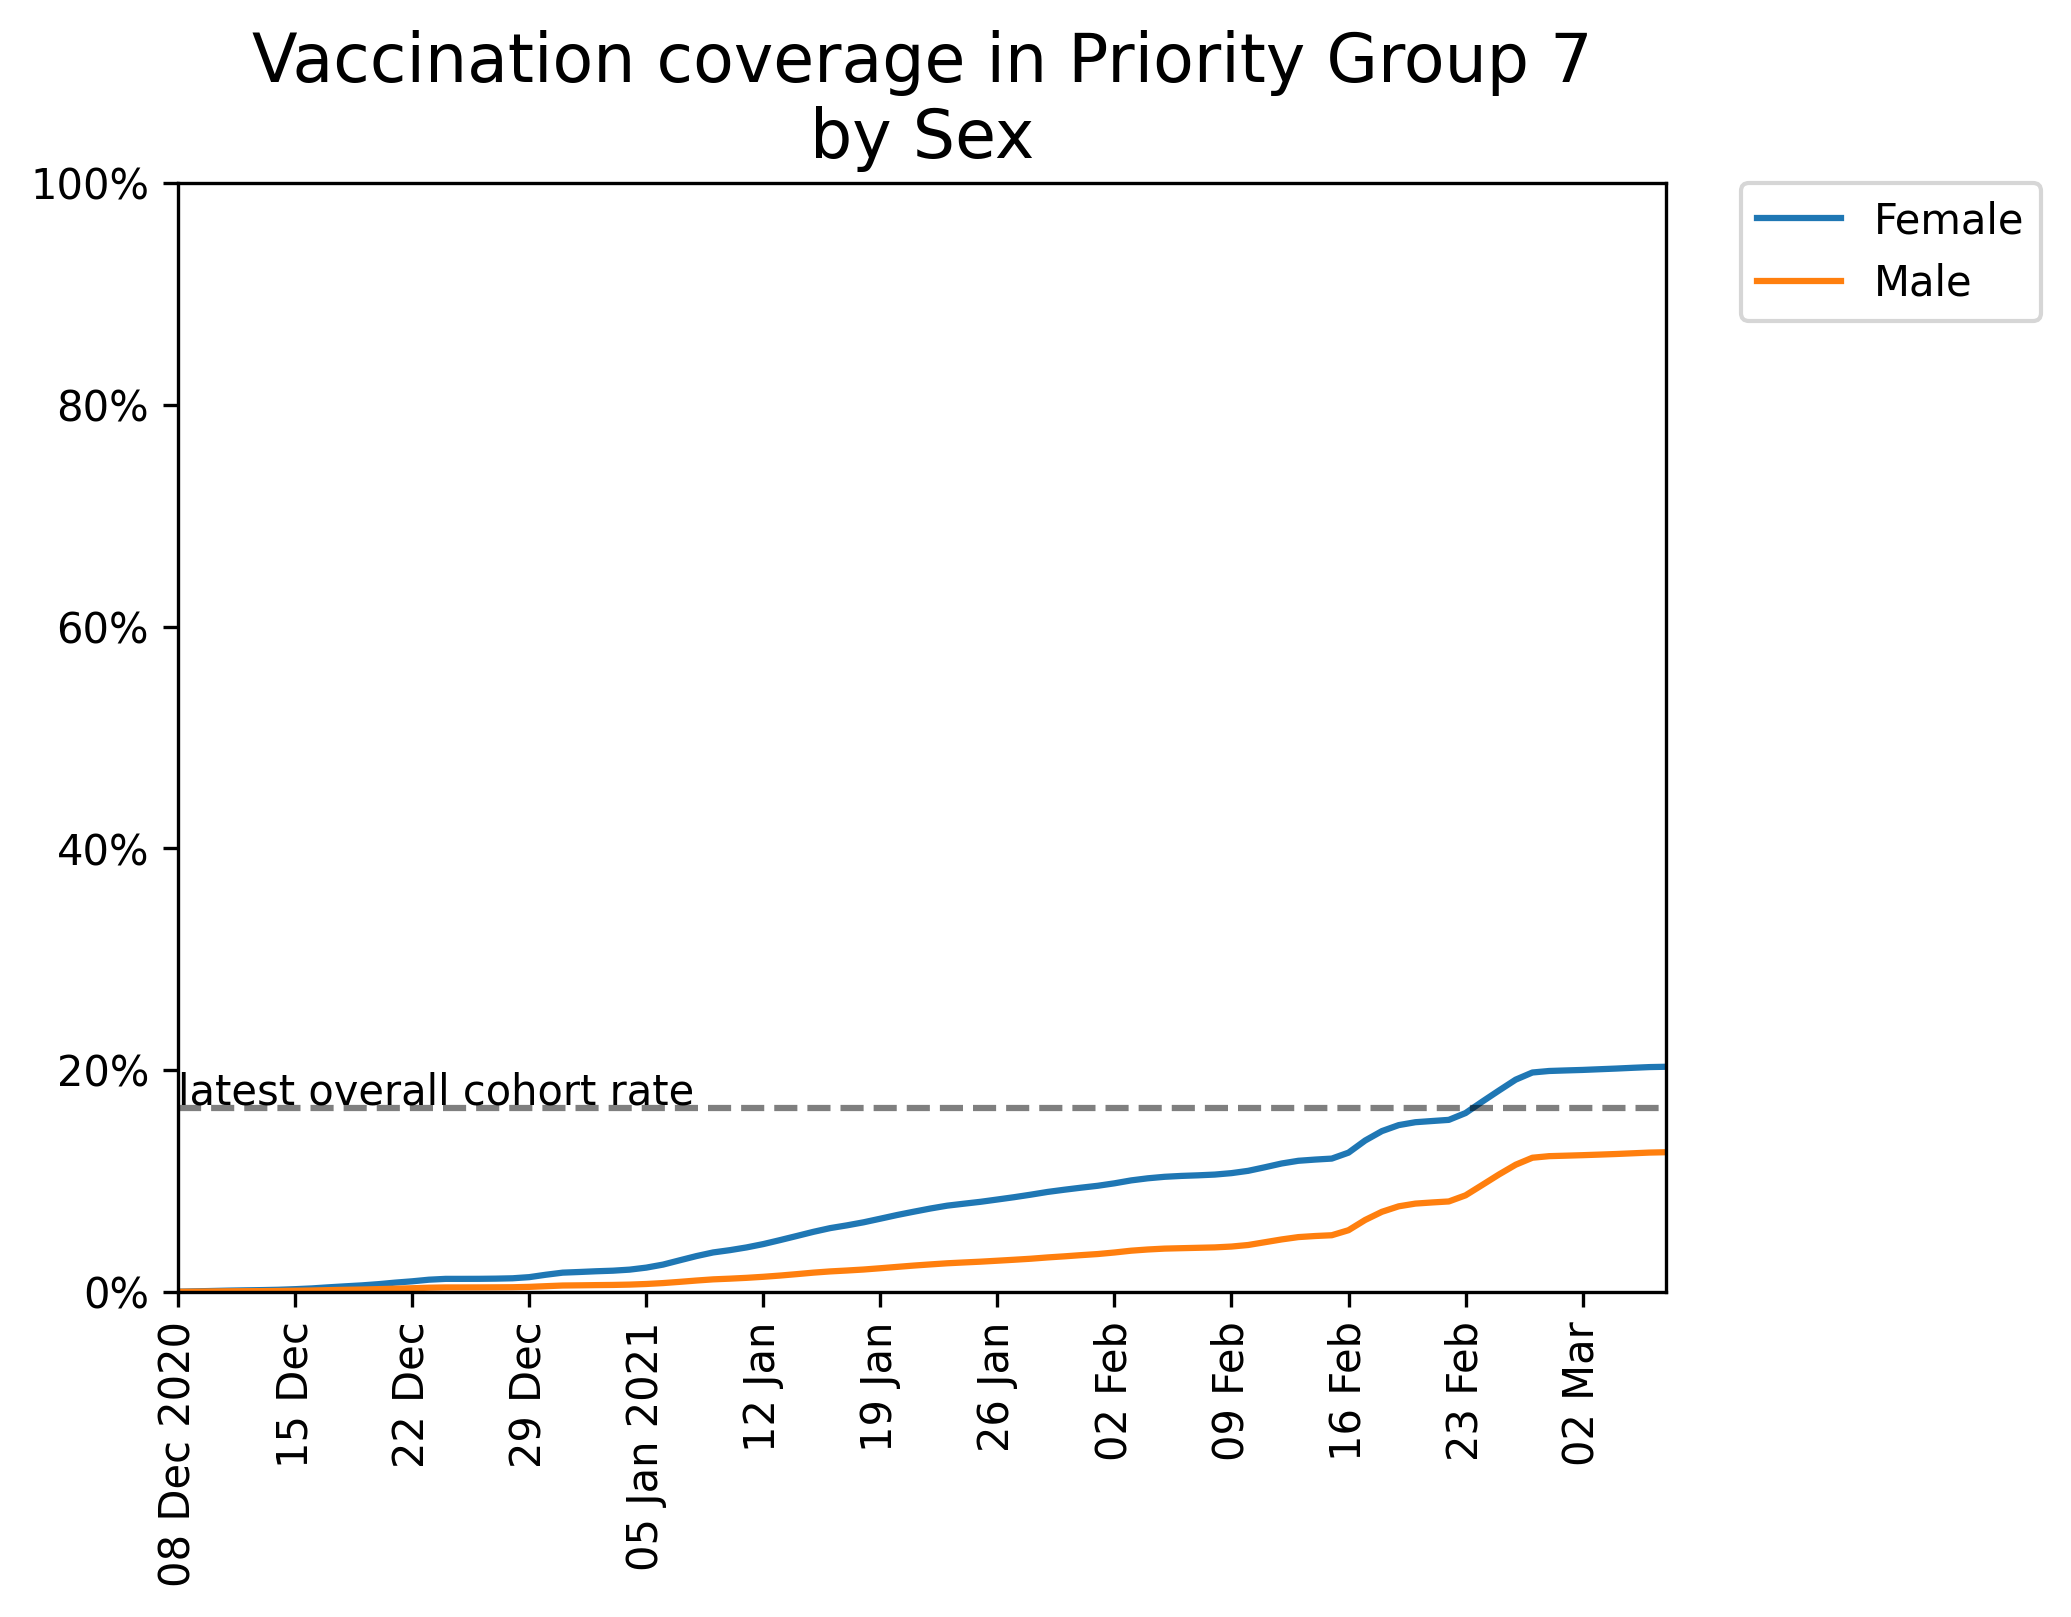 Vaccination coverage in Priority Group 7
by Sex
100%
80%
60%
40%
20%
0%
latest overall cohort rate
Female
Male
08 Dec 2020
15 Dec
22 Dec
29 Dec
05 Jan 2021
12 Jan
19 Jan
26 Jan
02 Feb
09 Feb
16 Feb
23 Feb
02 Mar